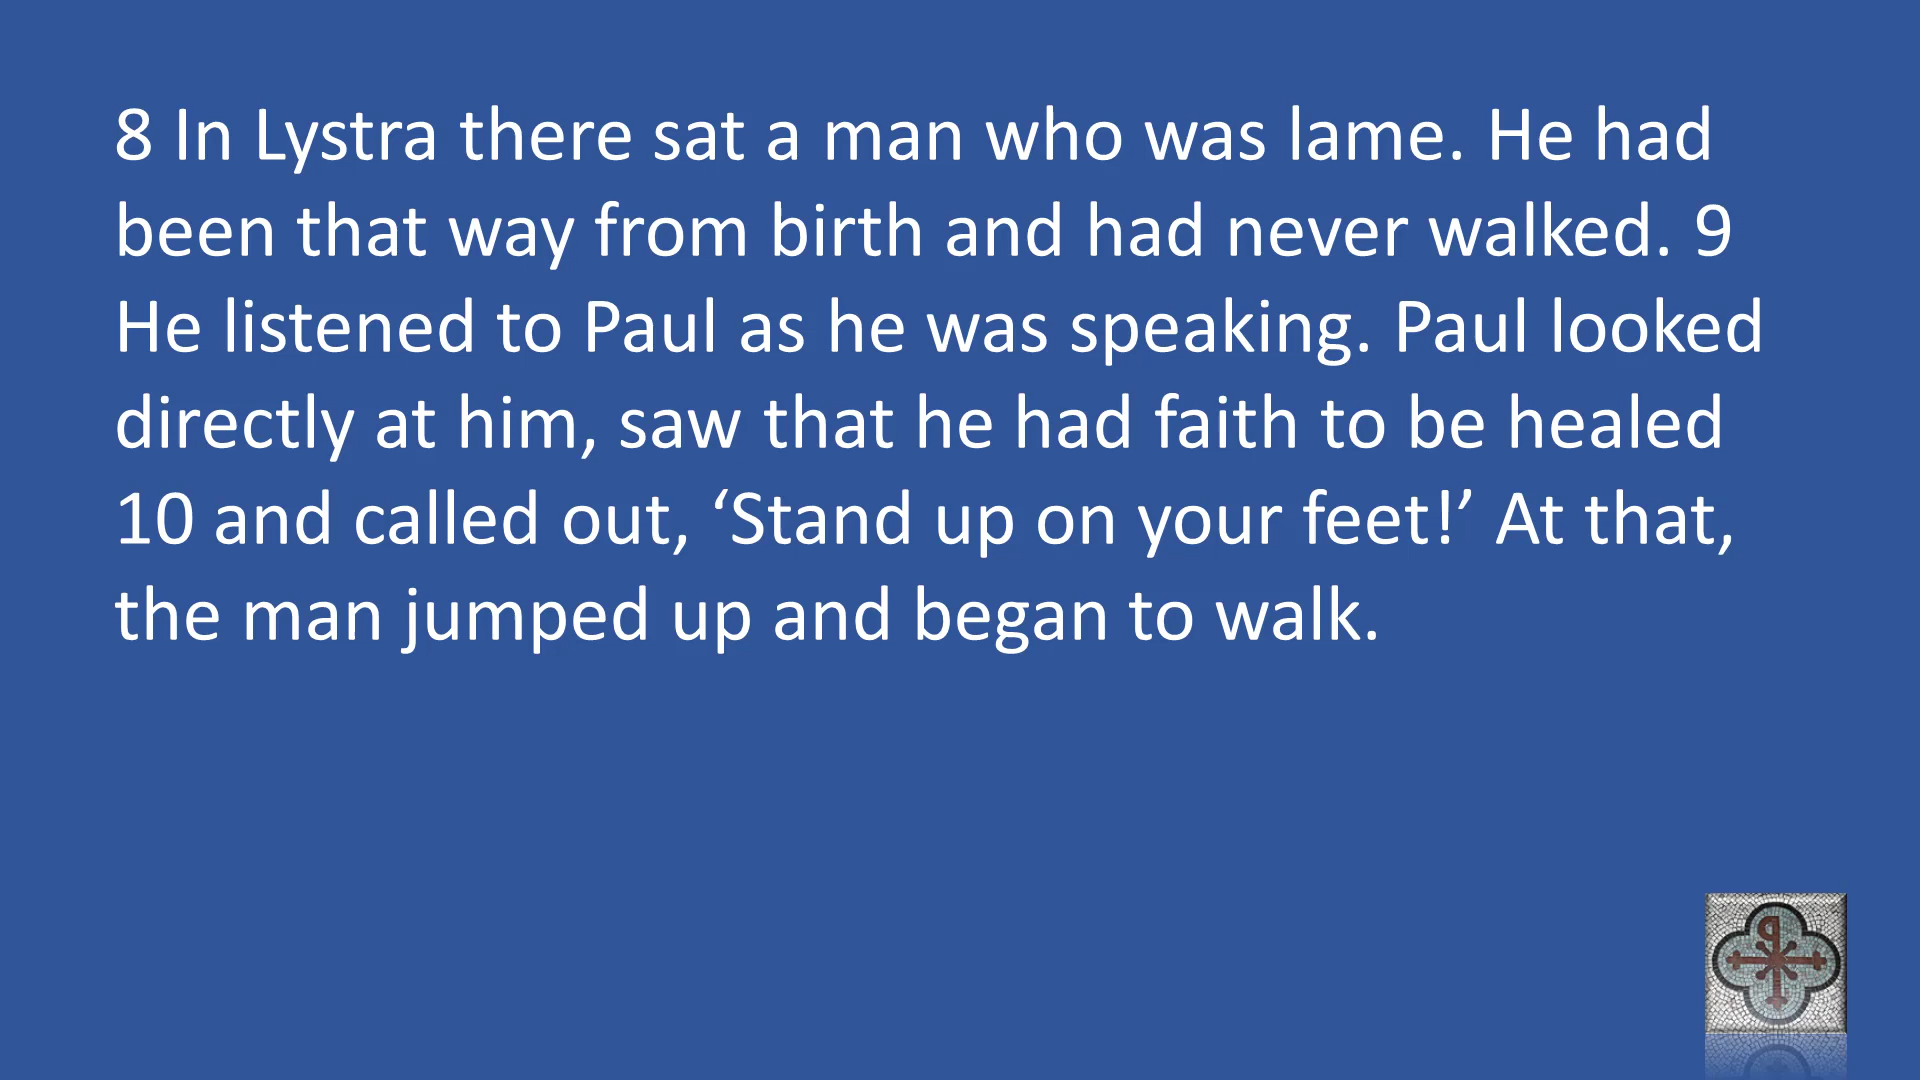 8 In Lystra there sat a man who was lame. He had
been that way from birth and had never walked. 9
He listened to Paul as he was speaking. Paul looked
directly at him, saw that he had faith to be healed
10 and called out, ‘Stand up on your feet!’ At that,
the man jumped up and began to walk.